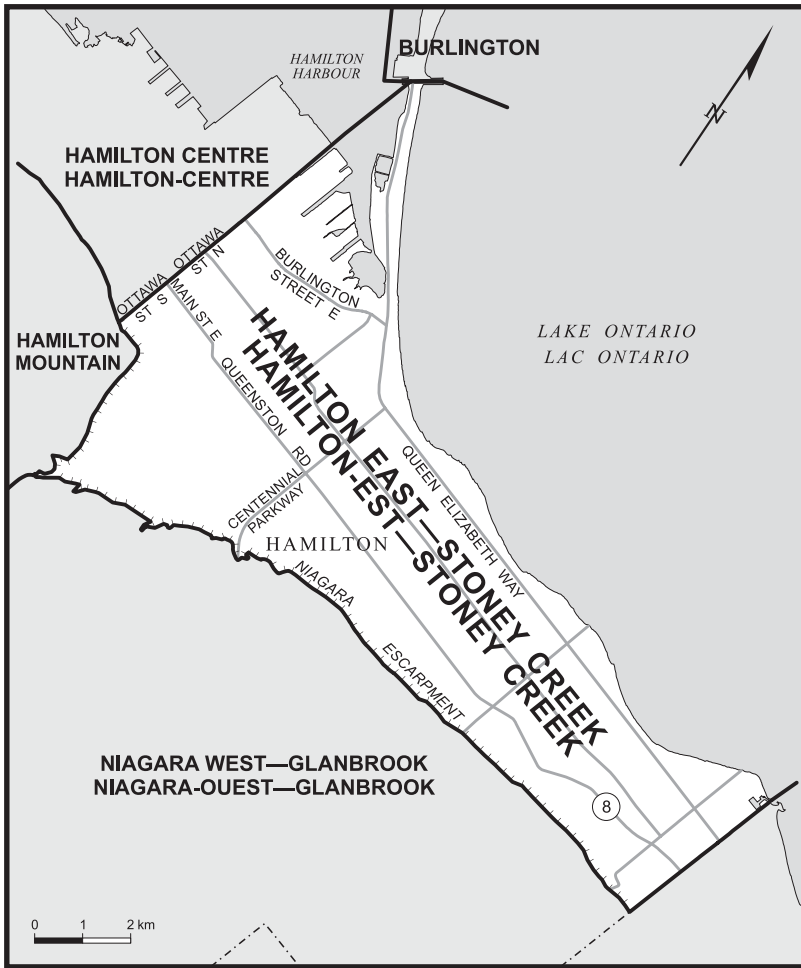 HAMILTON
HARBOUR
BURLINGTON
N
HAMILTON CENTRE
HAMILTON-CENTRE
OTTAWA
ST N
OTTAWA
ST S
BURLINGTON
STREET E
MAIN ST E
HAMILTON
MOUNTAIN
LAKE ONTARIO
LAC ONTARIO
HAMILTON EAST—STONEY CREEK
HAMILTON-EST—STONEY CREEK
QUEENSTON RD
QUEEN ELIZABETH WAY
CENTENNIAL
PARKWAY
HAMILTON
NIAGARA ESCARPMENT
NIAGARA WEST—GLANBROOK
NIAGARA-OUEST—GLANBROOK
8
0 1 2 km